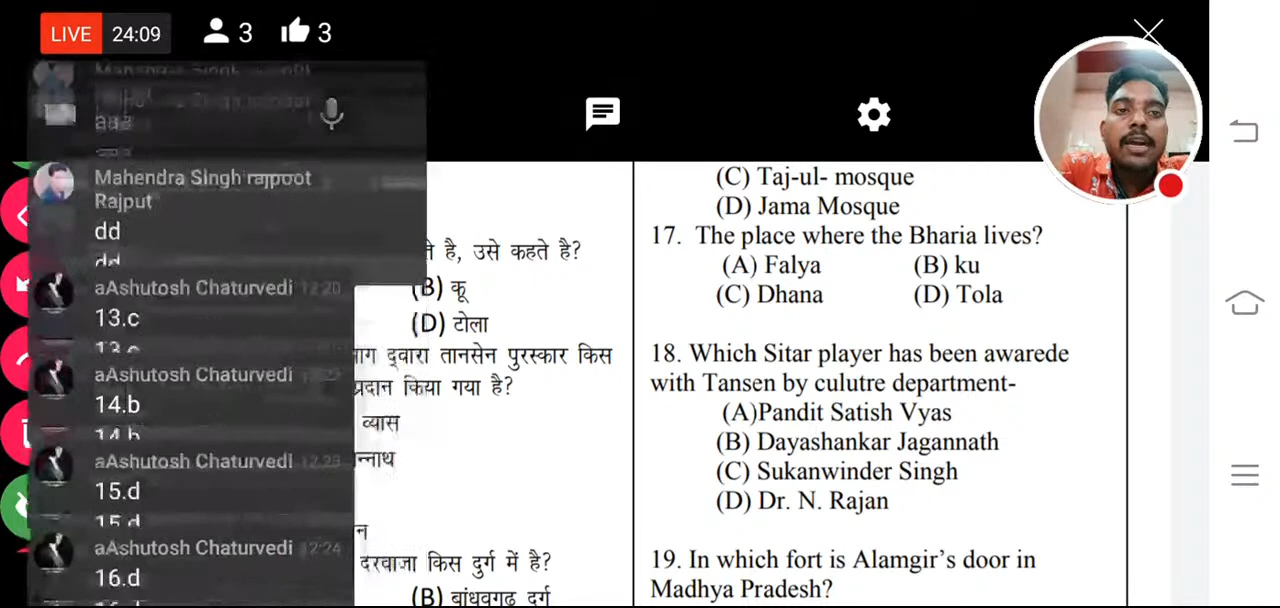 LIVE 24:09 3 3
Mahendra Singh rajpoot
Rajput
dd
aAshutosh Chaturvedi 12:20
13.c
aAshutosh Chaturvedi
14.b
aAshutosh Chaturvedi 12:23
15.d
15.d
aAshutosh Chaturvedi 12:24
16.d
है, उसे कहते है?
(B) कू
(D) टोला
द्वारा तानसेन पुरस्कार किस
प्रदान किया गया है?
व्यास
दरवाजा किस दुर्ग में है?
(B) बांधवगढ़ दुर्ग
(C) Taj-ul- mosque
(D) Jama Mosque
17. The place where the Bharia lives?
(A) Falya (B) ku
(C) Dhana (D) Tola
18. Which Sitar player has been awarede
with Tansen by culutre department-
(A)Pandit Satish Vyas
(B) Dayashankar Jagannath
(C) Sukanwinder Singh
(D) Dr. N. Rajan
19. In which fort is Alamgir's door in
Madhya Pradesh?